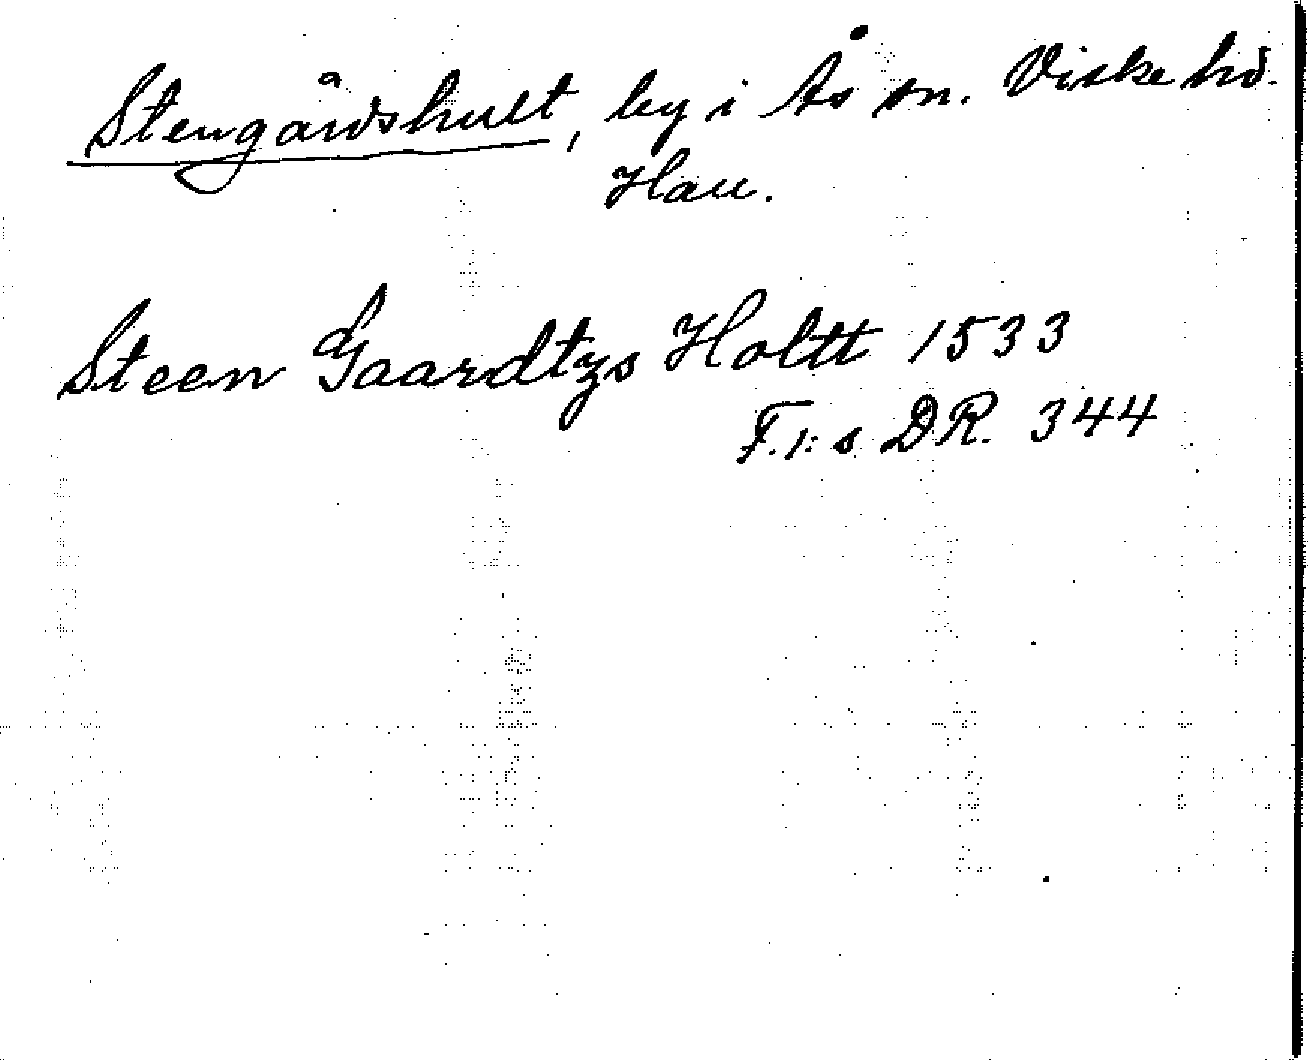 Stengårdshult, by i Ås sn. Viske hd.
Hall.
Steen Gaardtzs Holtt 1533
F.1:s DR. 344